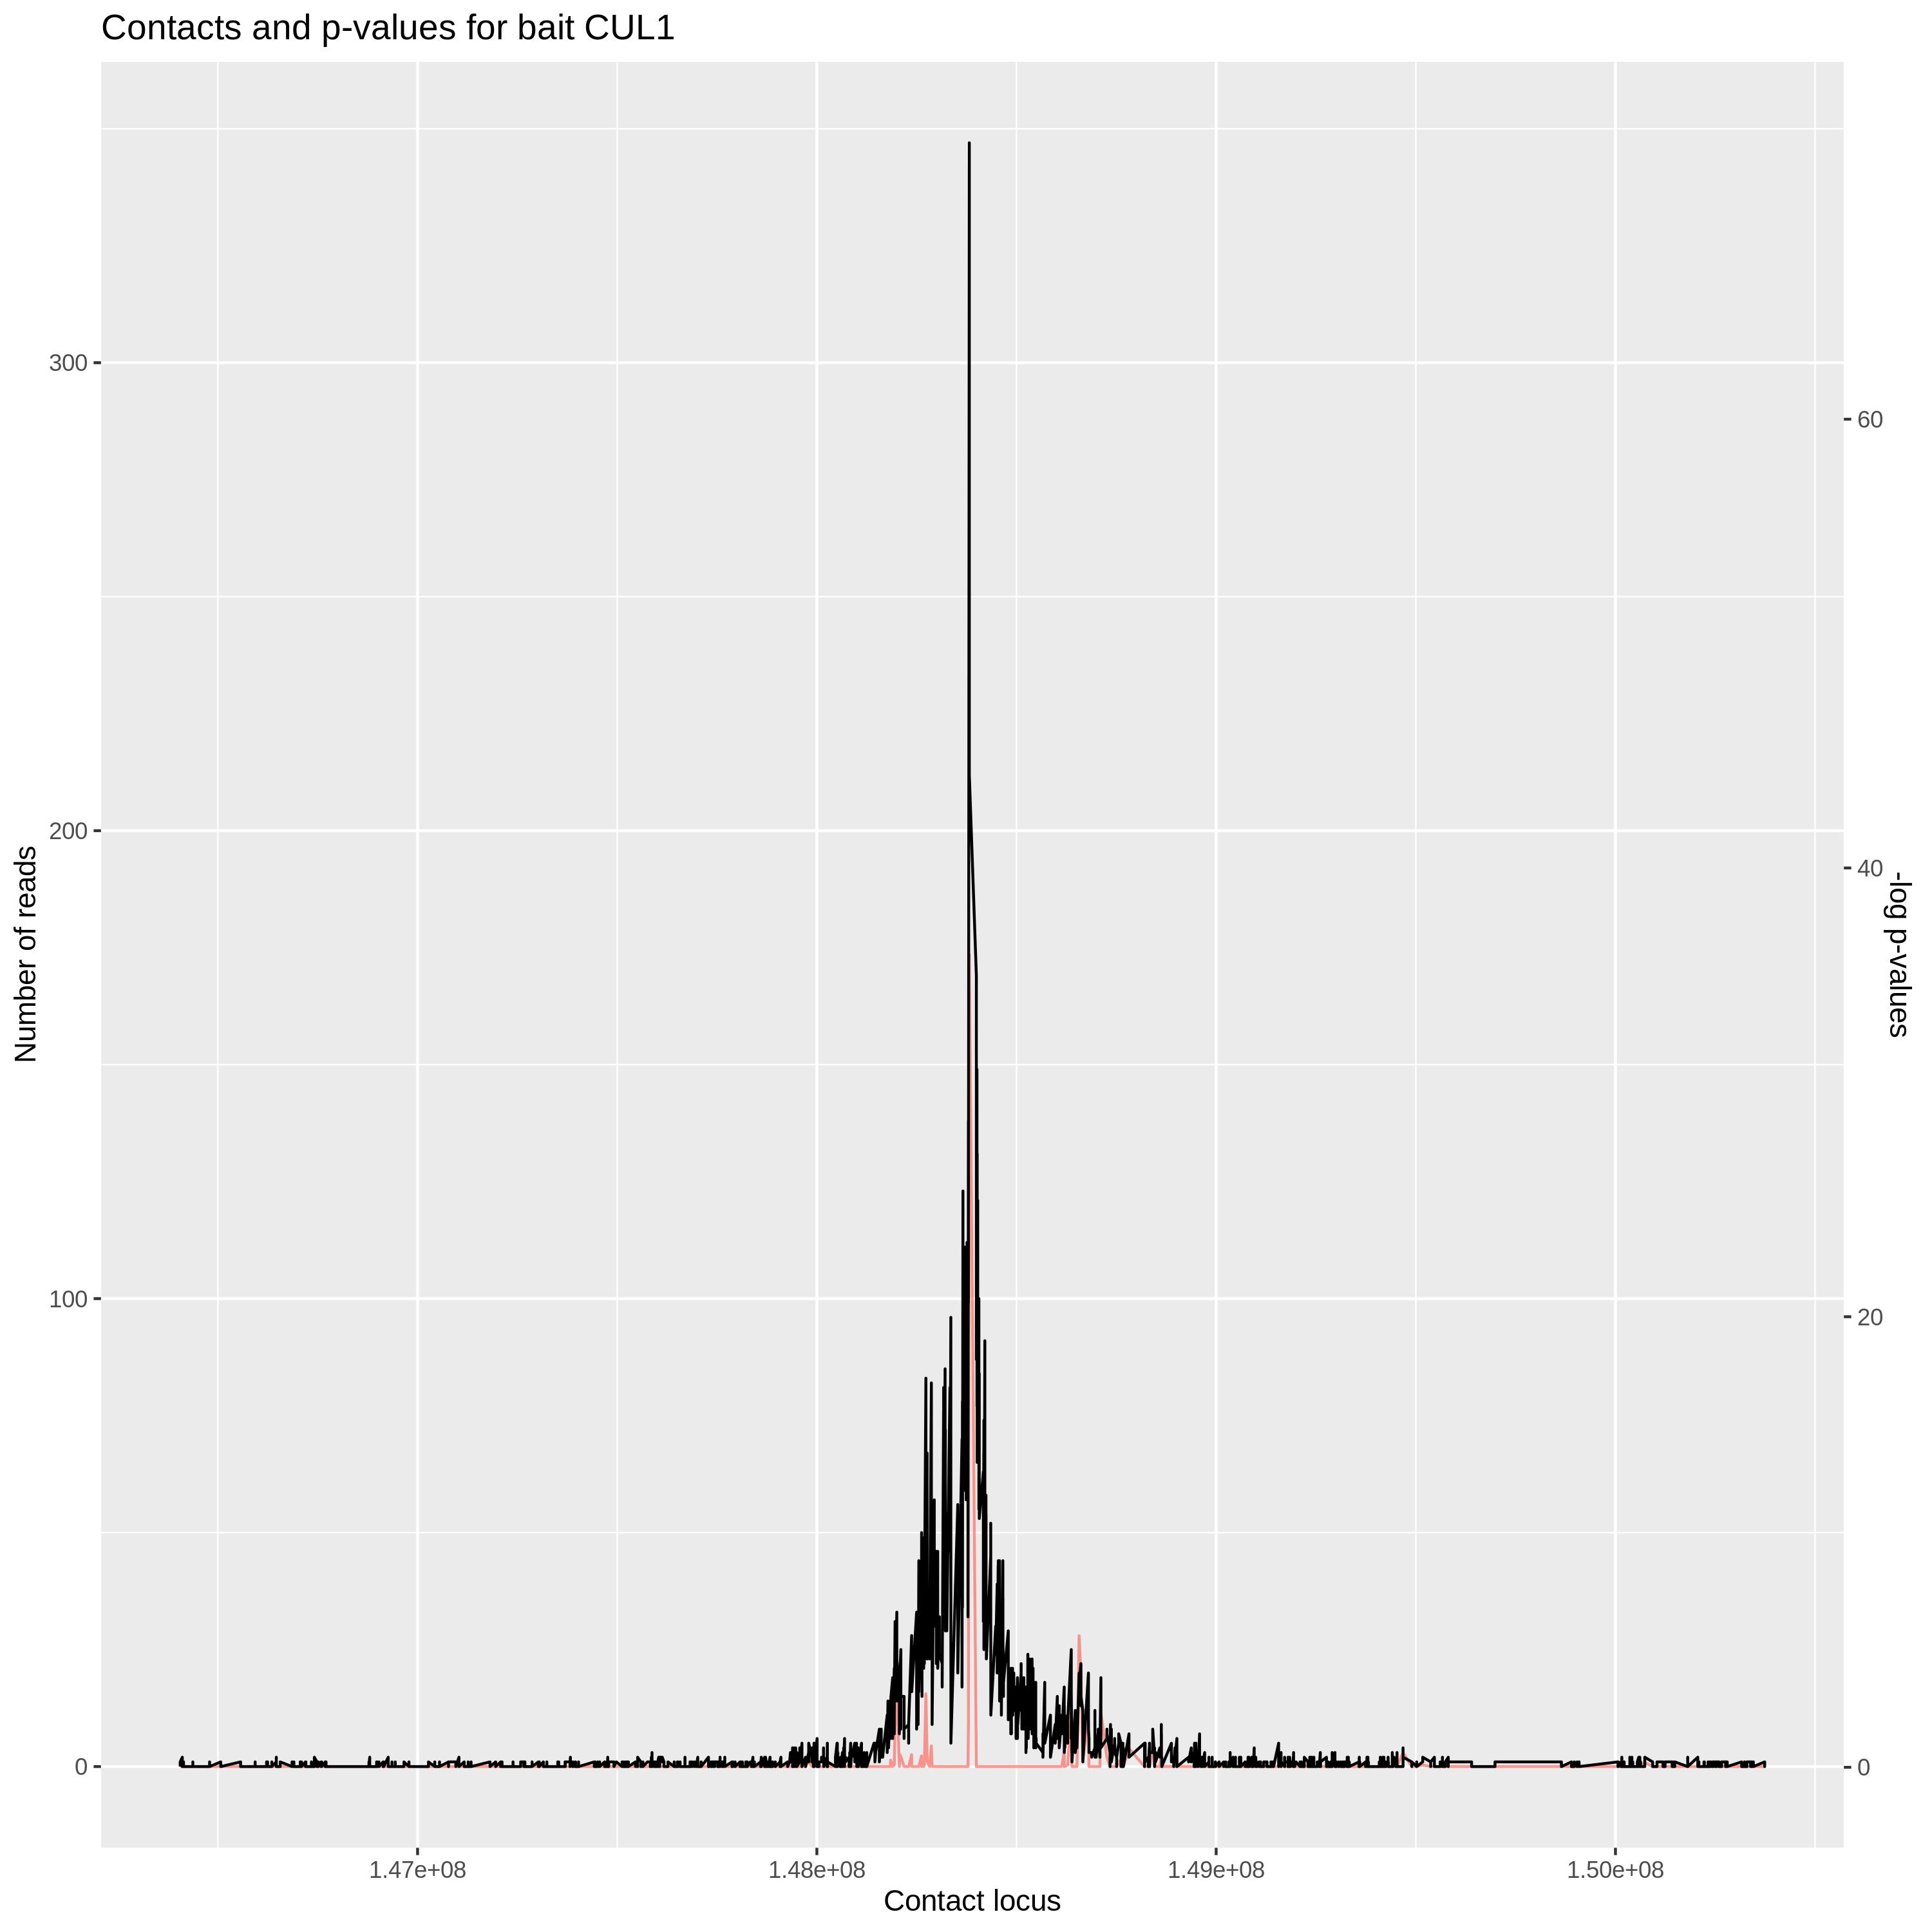 Contacts and p-values for bait CUL1
300
200
100
0
Number of reads
60
40
20
0
-log p-values
1.47e+08 1.48e+08 1.49e+08 1.50e+08
Contact locus